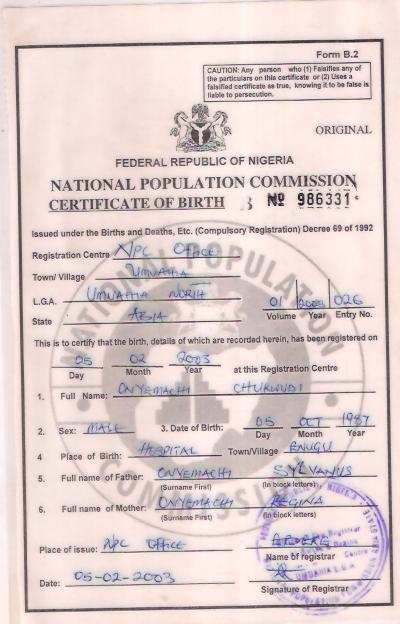 Form B.2
CAUTION: Any person who (1) Falsifies any of
the particulars on this certificate or (2) Uses a
falsified certificate as true, knowing it to be false is
liable to persecution.
ORIGINAL
FEDERAL REPUBLIC OF NIGERIA
NATIONAL POPULATION COMMISSION
CERTIFICATE OF BIRTH B № 986331
Issued under the Births and Deaths, Etc. (Compulsory Registration) Decree 69 of 1992
Registration Centre NPC OFFICE
Town/ Village UMUAHIA
L.G.A. UMUAHIA NORTH 01 026
State ABIA Volume Year Entry No.
This is to certify that the birth, details of which are recorded herein, has been registered on
05 02 2003
Day Month Year at this Registration Centre
1. Full Name: ONYEMACHI CHUKWUDI
2. Sex: MALE 3. Date of Birth: 05 OCT 1987
Day Month Year
4 Place of Birth: HOSPITAL Town/Village ENUGU
5. Full name of Father: ONYEMACHI SYLVANUS
(Surname First) (In block letters)
6. Full name of Mother: ONYEMACHI REGINA
(Surname First) (In block letters)
Place of issue: NPC OFFICE
Name of registrar
Date: 05-02-2003
Signature of Registrar
NATIONAL POPULATION COMMISSION
UMUAHIA L.G.A